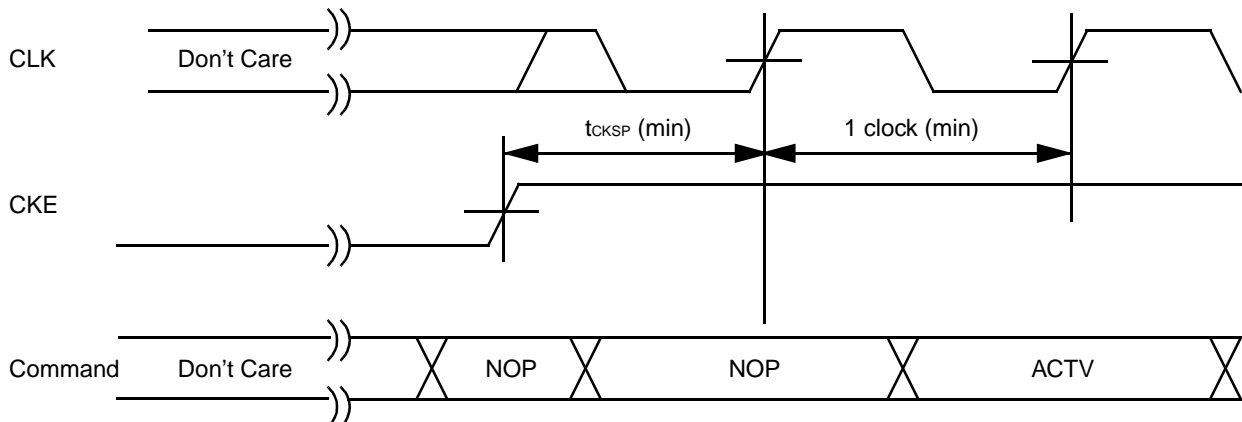 CLK
Don't Care
tCKSP (min)
1 clock (min)
CKE
Command
Don't Care
NOP
NOP
ACTV